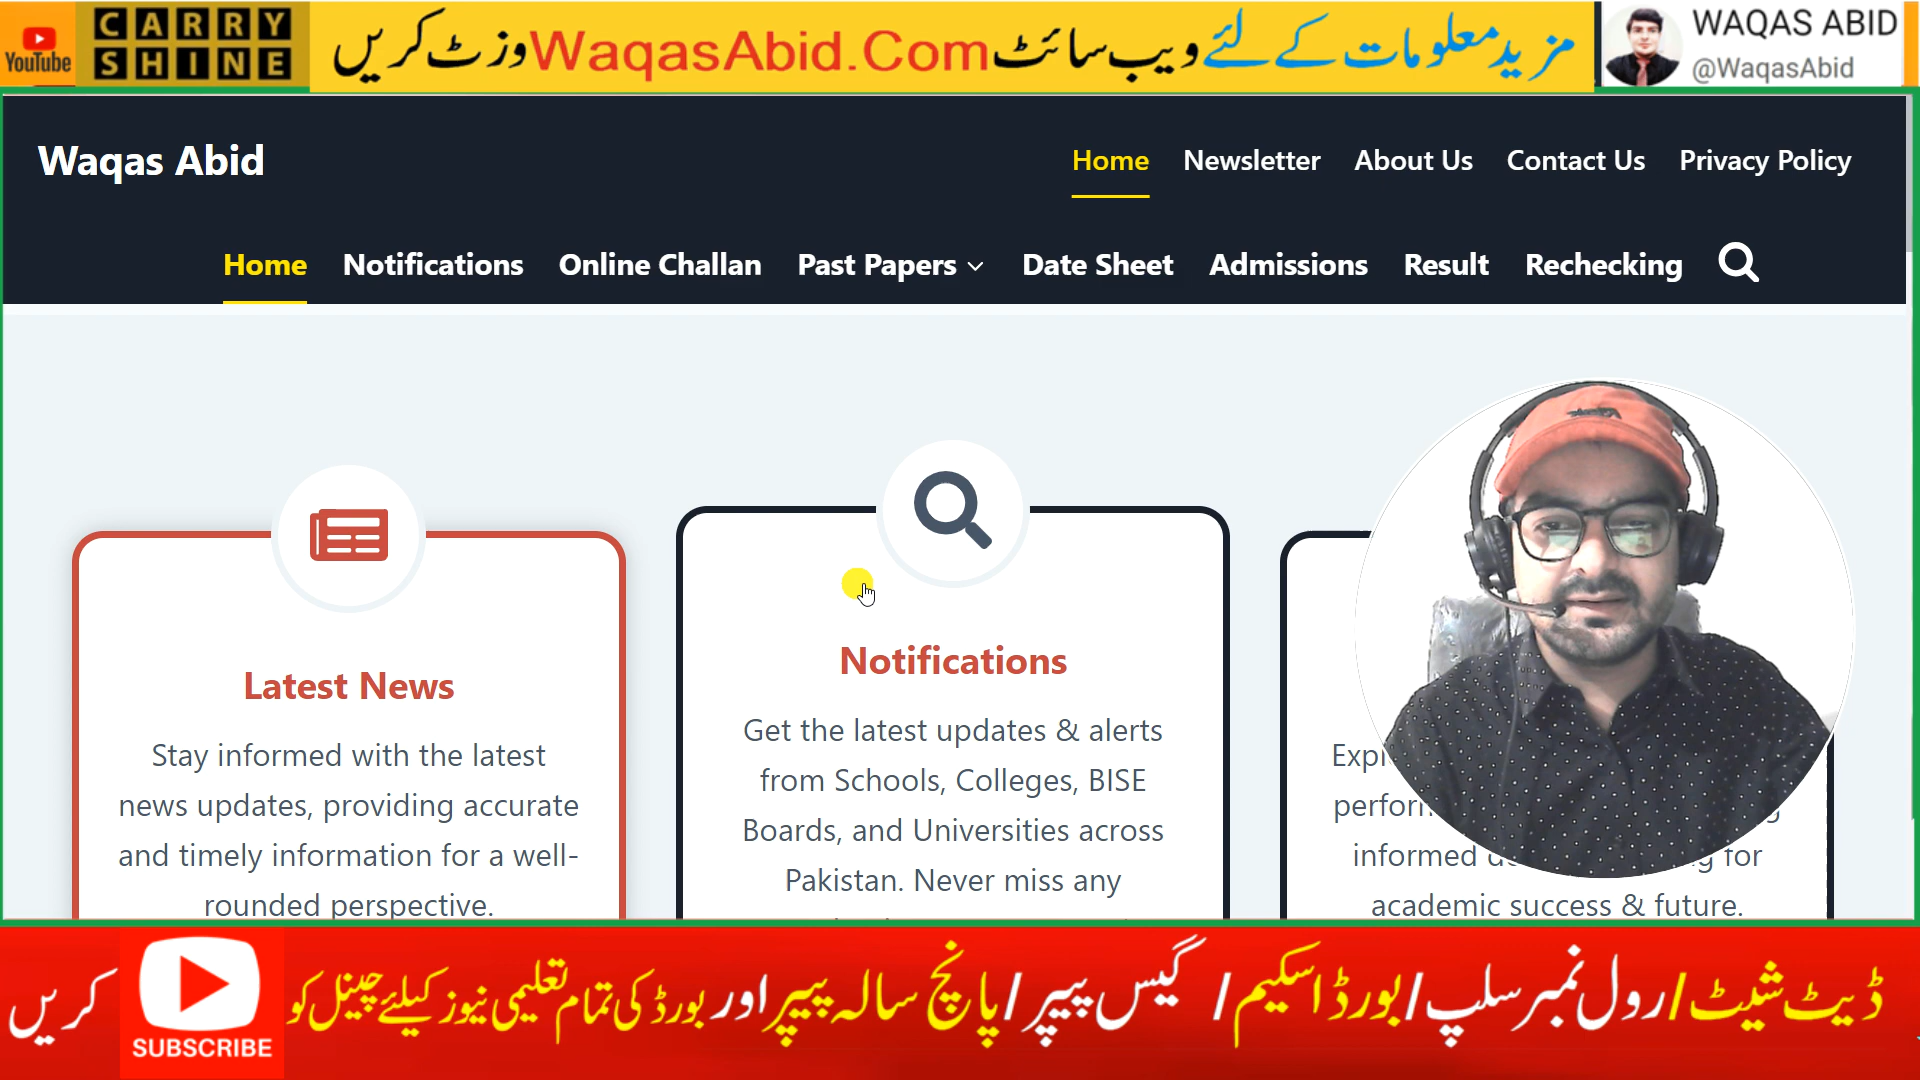 YouTube
CARRY
SHINE
مزید معلومات کے لئے ویب سائٹ WaqasAbid.Com وزٹ کریں
WAQAS ABID
@WaqasAbid
Waqas Abid
Home Newsletter About Us Contact Us Privacy Policy
Home Notifications Online Challan Past Papers Date Sheet Admissions Result Rechecking
Latest News
Stay informed with the latest
news updates, providing accurate
and timely information for a well-
rounded perspective.
Notifications
Get the latest updates & alerts
from Schools, Colleges, BISE
Boards, and Universities across
Pakistan. Never miss any
informed for
academic success & future.
ڈیٹ شیٹ/رول نمبر سلپ/بورڈ اسکیم/گیس پیپر/پانچ سالہ پیپر اور بورڈ کی تمام تعلیمی نیوز کیلئے چینل کو SUBSCRIBE کریں